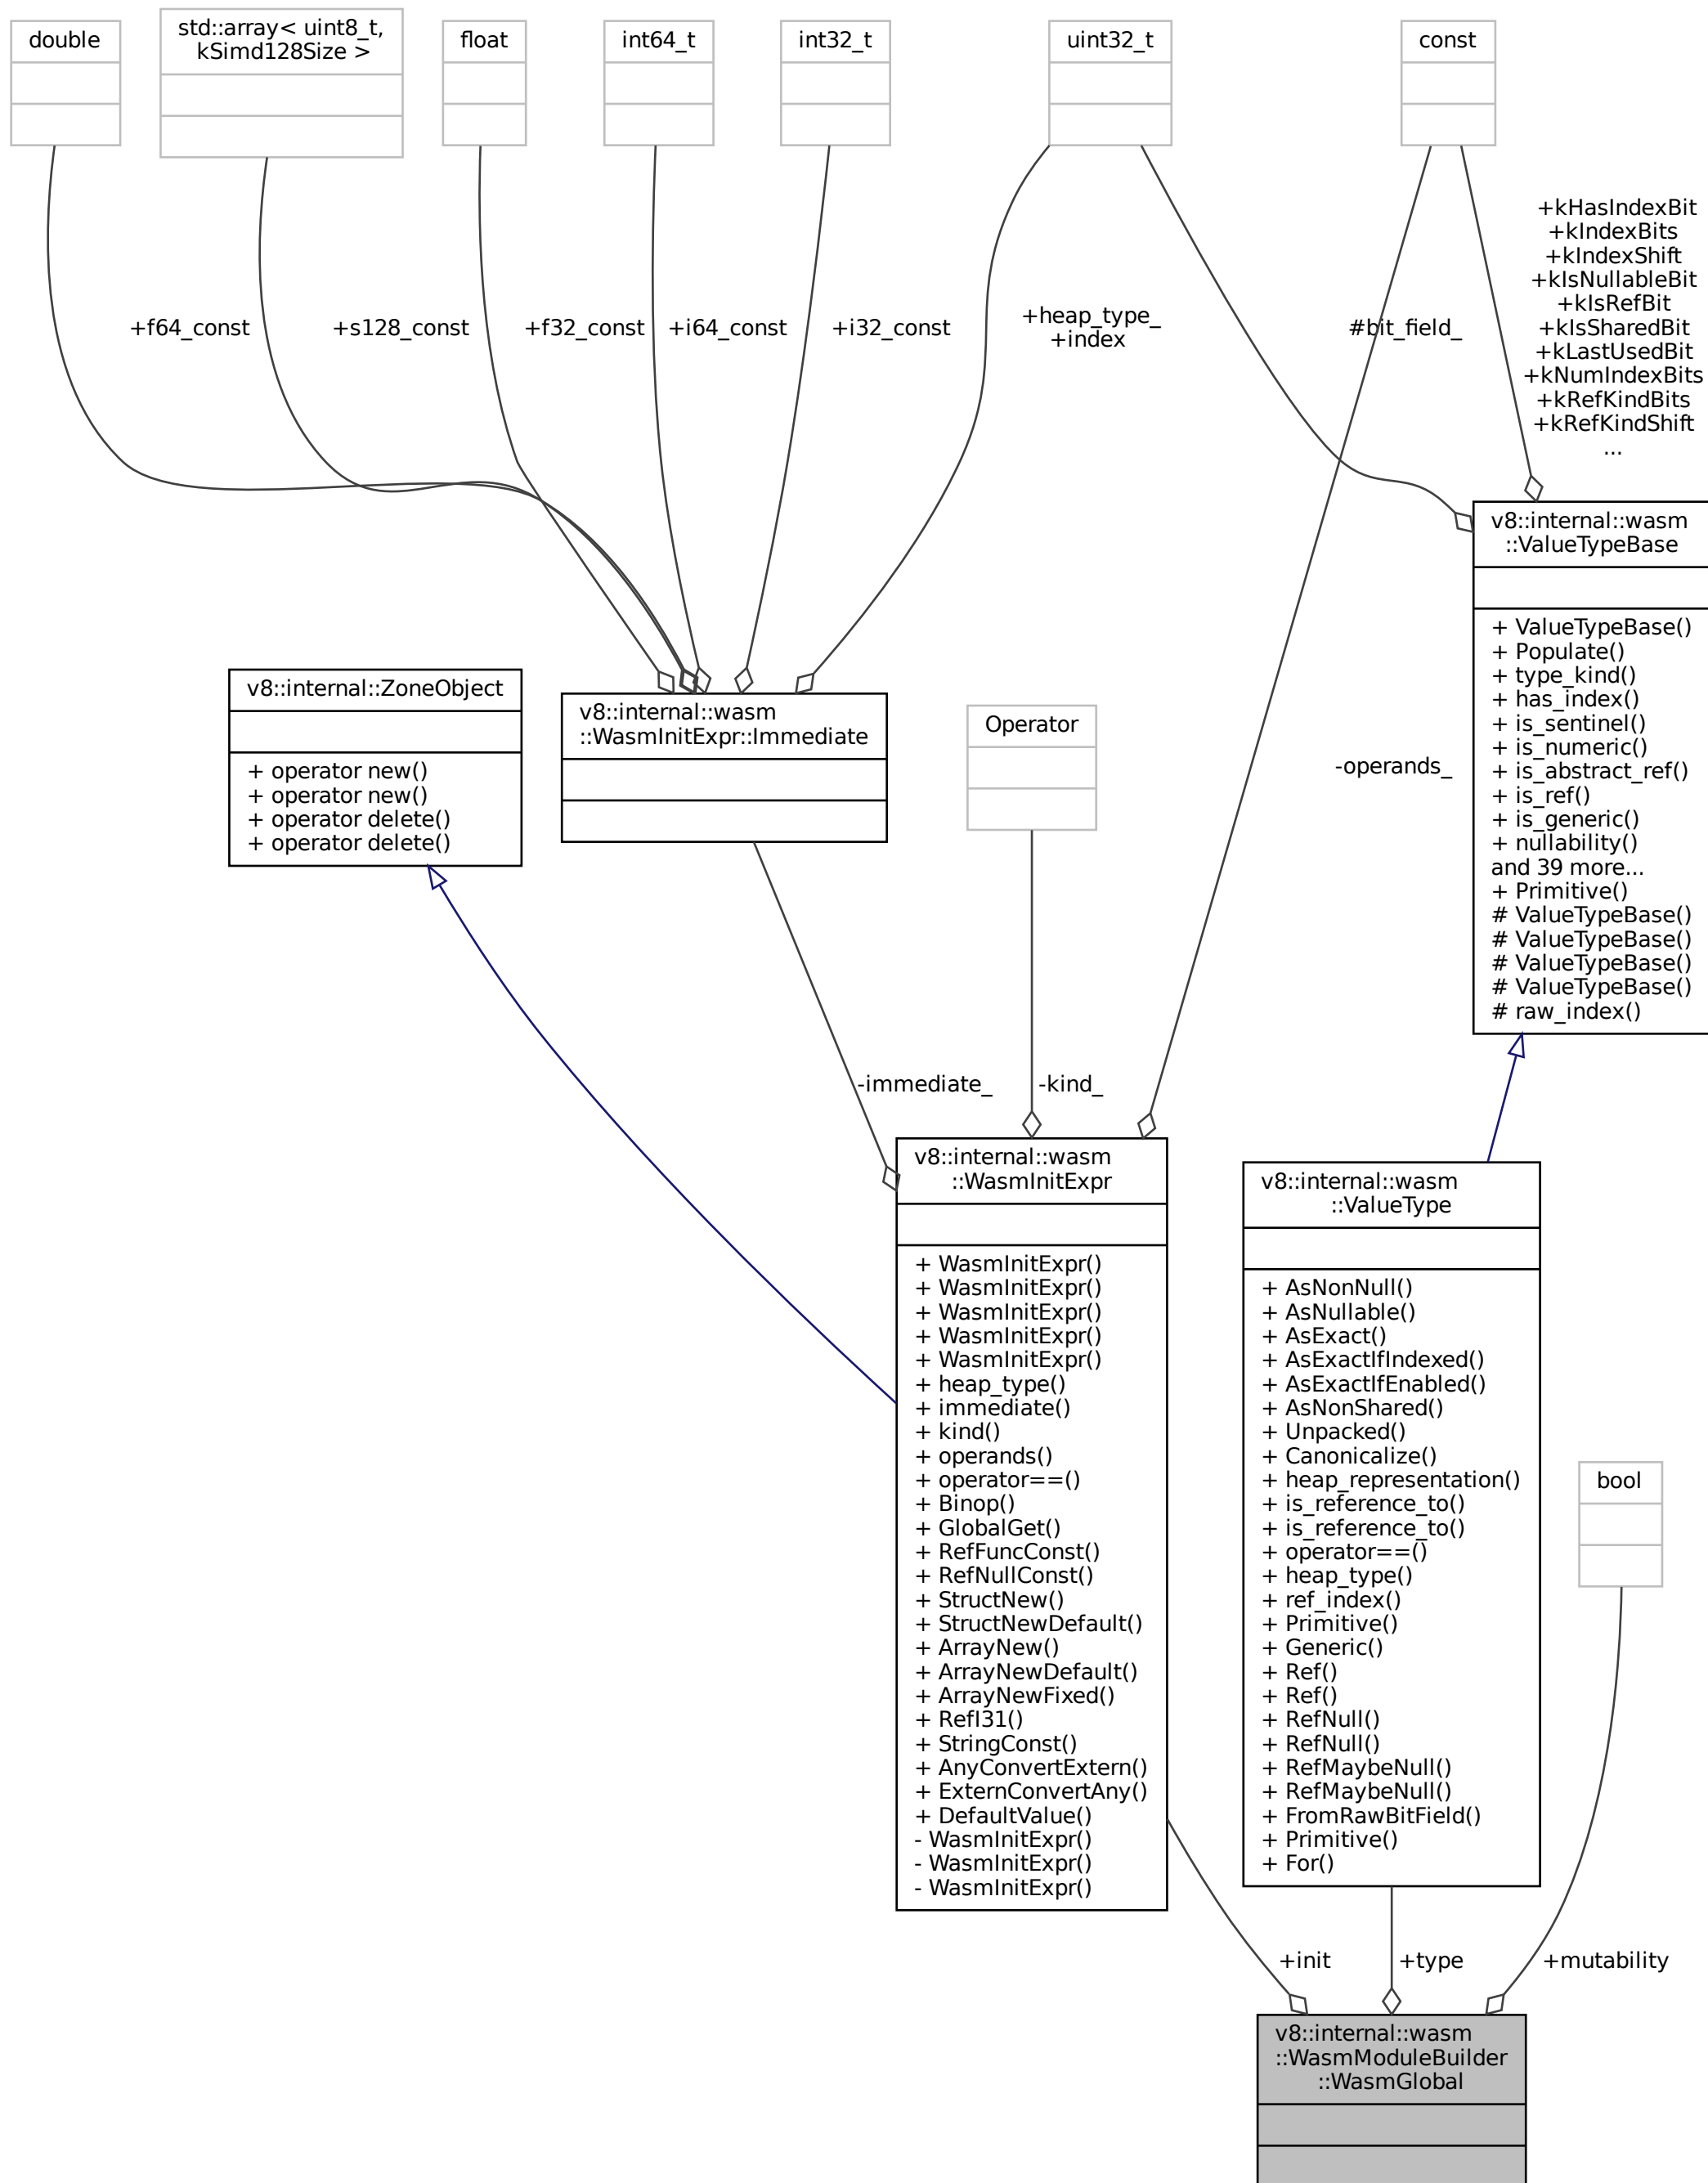 double
std::array< uint8_t,
kSimd128Size >
float
int64_t
int32_t
uint32_t
const
+kHasIndexBit
+kIndexBits
+kIndexShift
+kIsNullableBit
+kIsRefBit
+kIsSharedBit
+kLastUsedBit
+kNumIndexBits
+kRefKindBits
+kRefKindShift
...
+f64_const
+s128_const
+f32_const
+i64_const
+i32_const
+heap_type_
+index
#bit_field_
v8::internal::wasm
::ValueTypeBase
+ ValueTypeBase()
+ Populate()
+ type_kind()
+ has_index()
+ is_sentinel()
+ is_numeric()
+ is_abstract_ref()
+ is_ref()
+ is_generic()
+ nullability()
and 39 more...
+ Primitive()
# ValueTypeBase()
# ValueTypeBase()
# ValueTypeBase()
# ValueTypeBase()
# raw_index()
v8::internal::ZoneObject
+ operator new()
+ operator new()
+ operator delete()
+ operator delete()
v8::internal::wasm
::WasmInitExpr::Immediate
Operator
-operands_
-immediate_
-kind_
v8::internal::wasm
::WasmInitExpr
+ WasmInitExpr()
+ WasmInitExpr()
+ WasmInitExpr()
+ WasmInitExpr()
+ WasmInitExpr()
+ heap_type()
+ immediate()
+ kind()
+ operands()
+ operator==()
+ Binop()
+ GlobalGet()
+ RefFuncConst()
+ RefNullConst()
+ StructNew()
+ StructNewDefault()
+ ArrayNew()
+ ArrayNewDefault()
+ ArrayNewFixed()
+ RefI31()
+ StringConst()
+ AnyConvertExtern()
+ ExternConvertAny()
+ DefaultValue()
- WasmInitExpr()
- WasmInitExpr()
- WasmInitExpr()
v8::internal::wasm
::ValueType
+ AsNonNull()
+ AsNullable()
+ AsExact()
+ AsExactIfIndexed()
+ AsExactIfEnabled()
+ AsNonShared()
+ Unpacked()
+ Canonicalize()
+ heap_representation()
+ is_reference_to()
+ is_reference_to()
+ operator==()
+ heap_type()
+ ref_index()
+ Primitive()
+ Generic()
+ Ref()
+ Ref()
+ RefNull()
+ RefNull()
+ RefMaybeNull()
+ RefMaybeNull()
+ FromRawBitField()
+ Primitive()
+ For()
bool
+init
+type
+mutability
v8::internal::wasm
::WasmModuleBuilder
::WasmGlobal